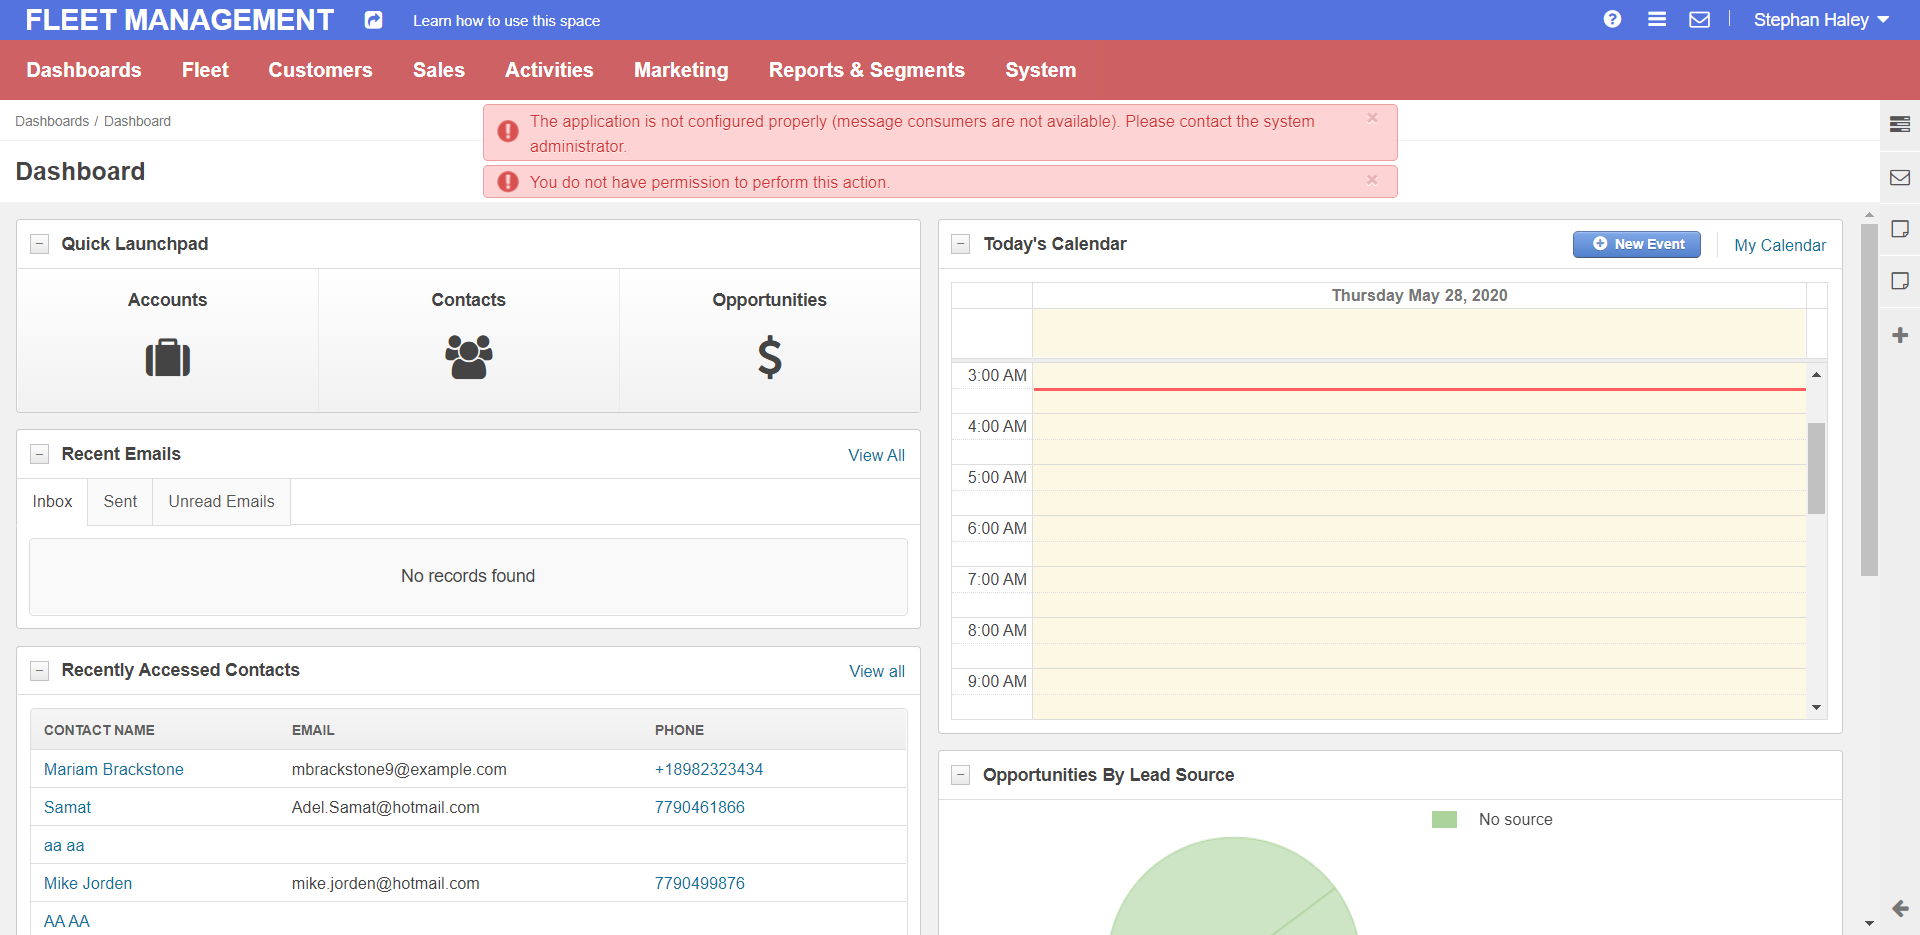 FLEET MANAGEMENT
Learn how to use this space
Stephan Haley
Dashboards
Fleet
Customers
Sales
Activities
Marketing
Reports & Segments
System
Dashboards / Dashboard
The application is not configured properly (message consumers are not available). Please contact the system
administrator.
You do not have permission to perform this action.
Dashboard
Quick Launchpad
Accounts
Contacts
Opportunities
Recent Emails
View All
Inbox
Sent
Unread Emails
No records found
Recently Accessed Contacts
View all
CONTACT NAME EMAIL PHONE
Mariam Brackstone mbrackstone9@example.com +18982323434
Samat Adel.Samat@hotmail.com 7790461866
aa aa
Mike Jorden mike.jorden@hotmail.com 7790499876
AA AA
Today's Calendar
New Event
My Calendar
Thursday May 28, 2020
3:00 AM
4:00 AM
5:00 AM
6:00 AM
7:00 AM
8:00 AM
9:00 AM
Opportunities By Lead Source
No source